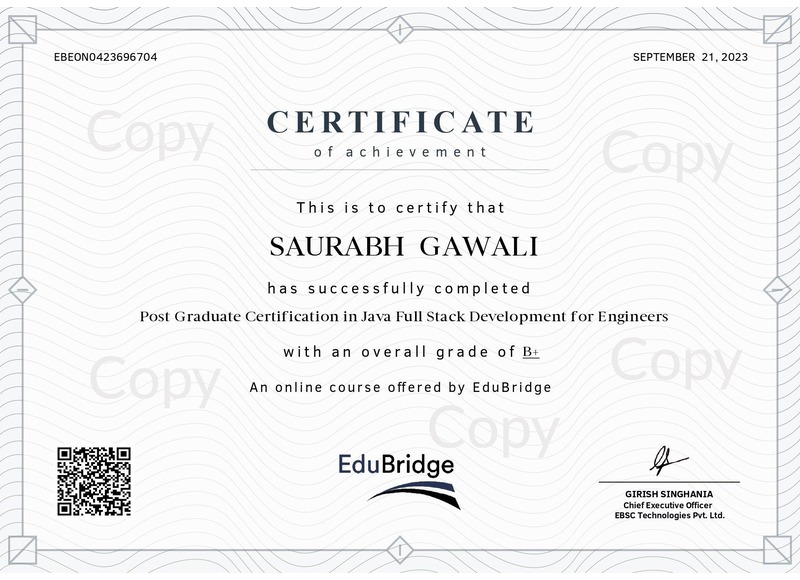 EBEON0423696704
SEPTEMBER 21, 2023
CERTIFICATE
of achievement
Copy
Copy
This is to certify that
SAURABH GAWALI
has successfully completed
Post Graduate Certification in Java Full Stack Development for Engineers
with an overall grade of B+
Copy
Copy
An online course offered by EduBridge
Copy
EduBridge
GIRISH SINGHANIA
Chief Executive Officer
EBSC Technologies Pvt. Ltd.